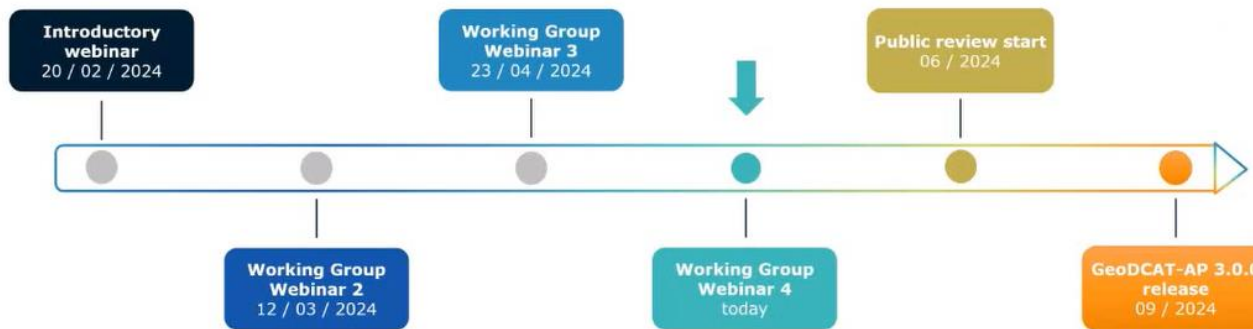 Introductory
webinar
20 / 02 / 2024
Working Group
Webinar 3
23 / 04 / 2024
Public review start
06 / 2024
Working Group
Webinar 2
12 / 03 / 2024
Working Group
Webinar 4
today
GeoDCAT-AP 3.0.0
release
09 / 2024